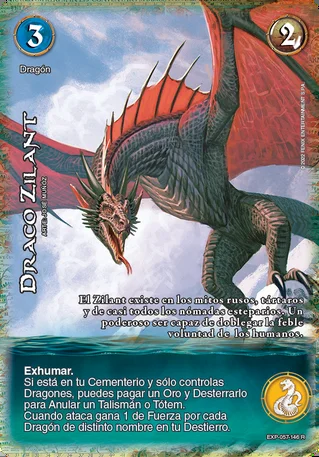 3
2
Dragón
DRACO ZILANT
ARTE: JOSE MUÑOZ
El Zilant existe en los mitos rusos, tártaros
y de casi todos los nómadas esteparios. Un
poderoso ser capaz de doblegar la feble
voluntad de los humanos.
Exhumar.
Si está en tu Cementerio y sólo controlas
Dragones, puedes pagar un Oro y Desterrarlo
para Anular un Talismán o Tótem.
Cuando ataca gana 1 de Fuerza por cada
Dragón de distinto nombre en tu Destierro.
EXP-057-146 R